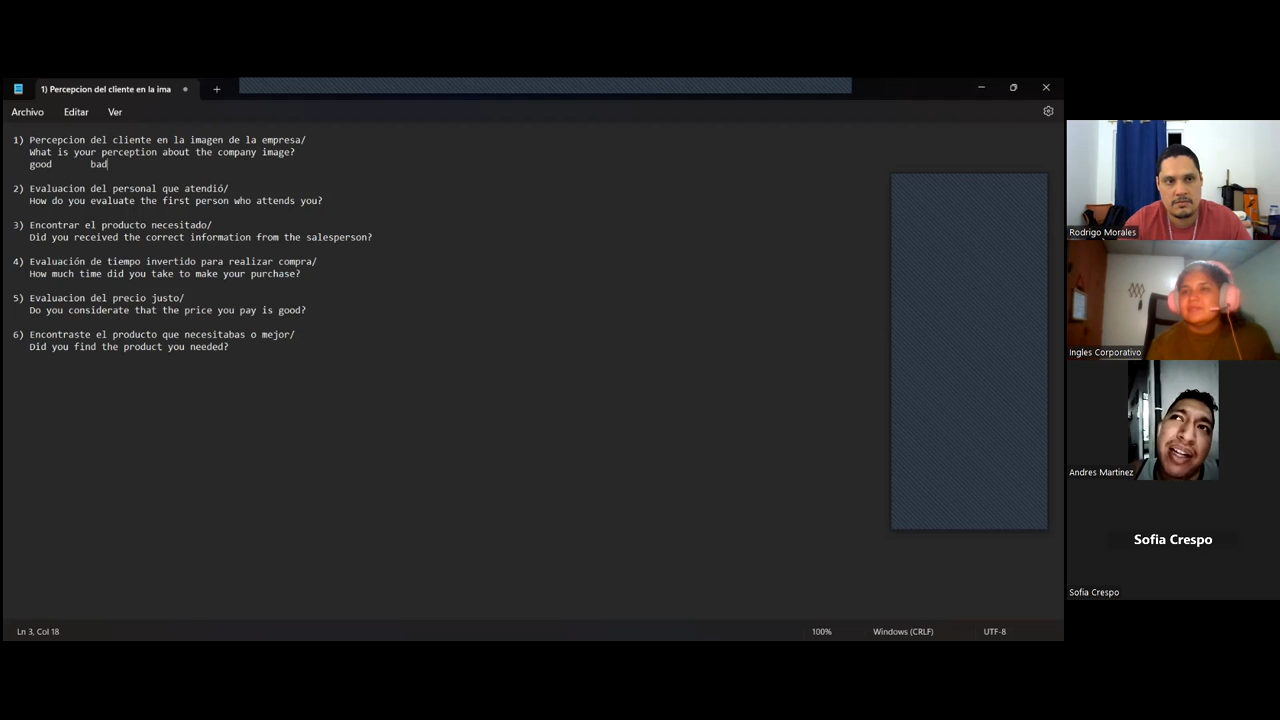 1) Percepcion del cliente en la ima
Archivo Editar Ver
1) Percepcion del cliente en la imagen de la empresa/
What is your perception about the company image?
good bad
2) Evaluacion del personal que atendió/
How do you evaluate the first person who attends you?
3) Encontrar el producto necesitado/
Did you received the correct information from the salesperson?
4) Evaluación de tiempo invertido para realizar compra/
How much time did you take to make your purchase?
5) Evaluacion del precio justo/
Do you considerate that the price you pay is good?
6) Encontraste el producto que necesitabas o mejor/
Did you find the product you needed?
Ln 3, Col 18 100% Windows (CRLF) UTF-8
Rodrigo Morales
Ingles Corporativo
Andres Martinez
Sofia Crespo
Sofia Crespo